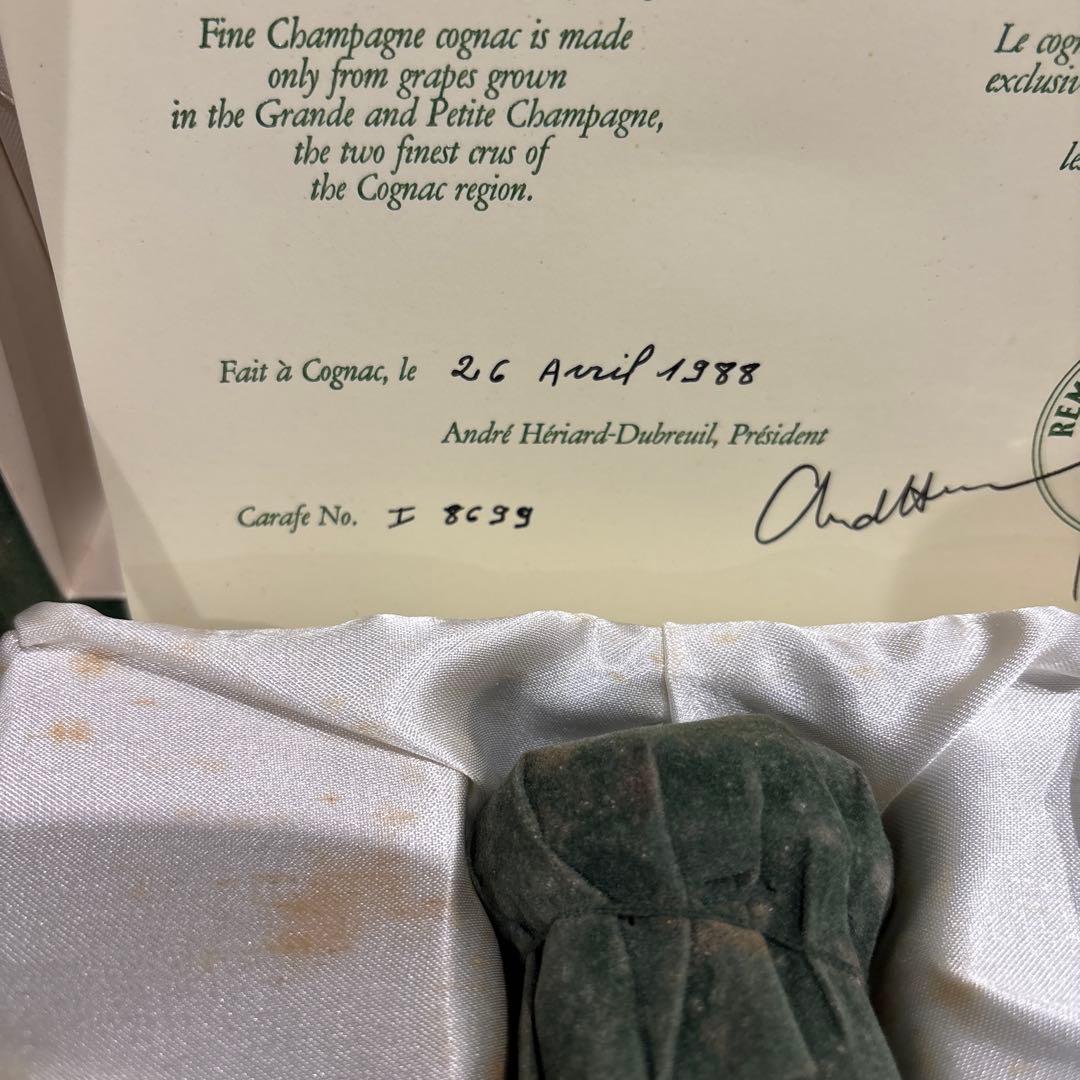 Fine Champagne cognac is made
only from grapes grown
in the Grande and Petite Champagne,
the two finest crus of
the Cognac region.
Le cogn
exclusiv
les
Fait à Cognac, le 26 Avril 1988
André Hériard-Dubreuil, Président
Carafe No. I 8699
REM